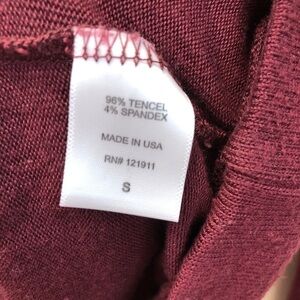 96% TENCEL
4% SPANDEX
MADE IN USA
RN# 121911
S